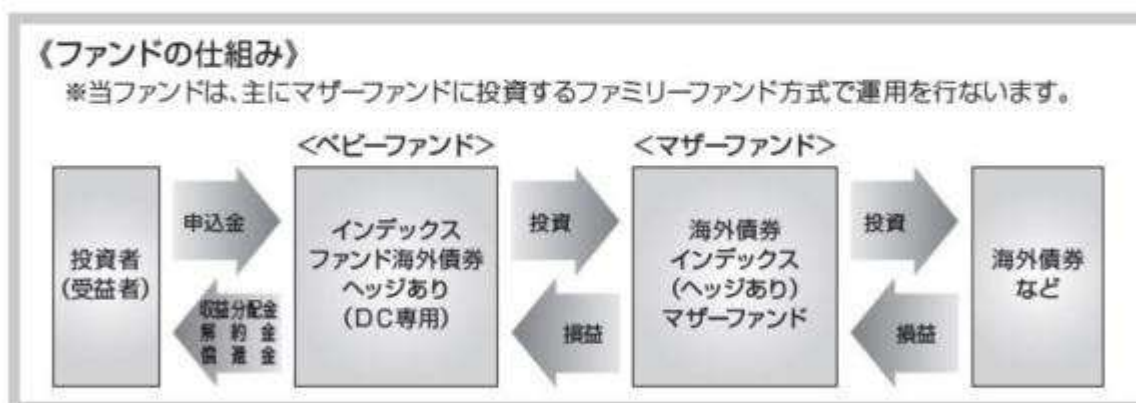 《ファンドの仕組み》
※当ファンドは、主にマザーファンドに投資するファミリーファンド方式で運用を行ないます。
<ベビーファンド>
<マザーファンド>
投資者
(受益者)
申込金
収益分配金
解約金
償還金
インデックス
ファンド海外債券
ヘッジあり
(DC専用)
投資
損益
海外債券
インデックス
(ヘッジあり)
マザーファンド
投資
損益
海外債券
など